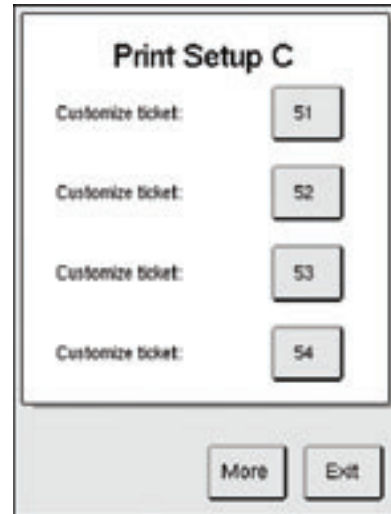 Print Setup C
Customize ticket: 51
Customize ticket: 52
Customize ticket: 53
Customize ticket: 54
More Exit